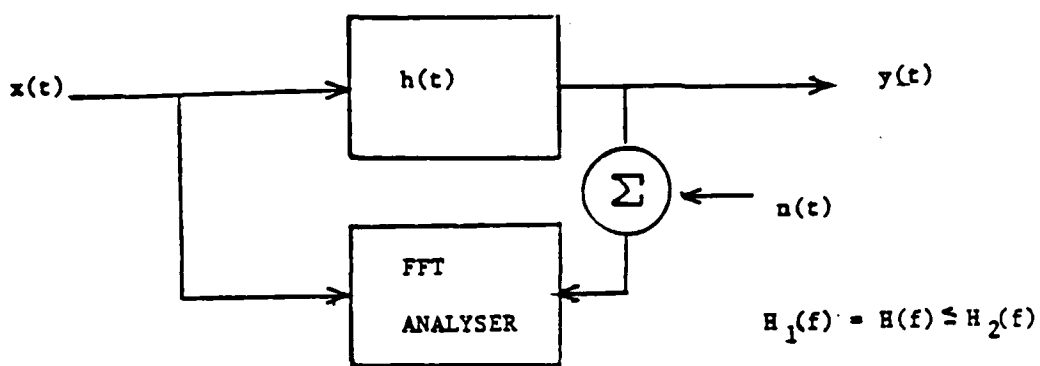 h(t)
x(t)
y(t)
Σ
n(t)
FFT
ANALYSER
H₁(f) = H(f) ≤ H₂(f)